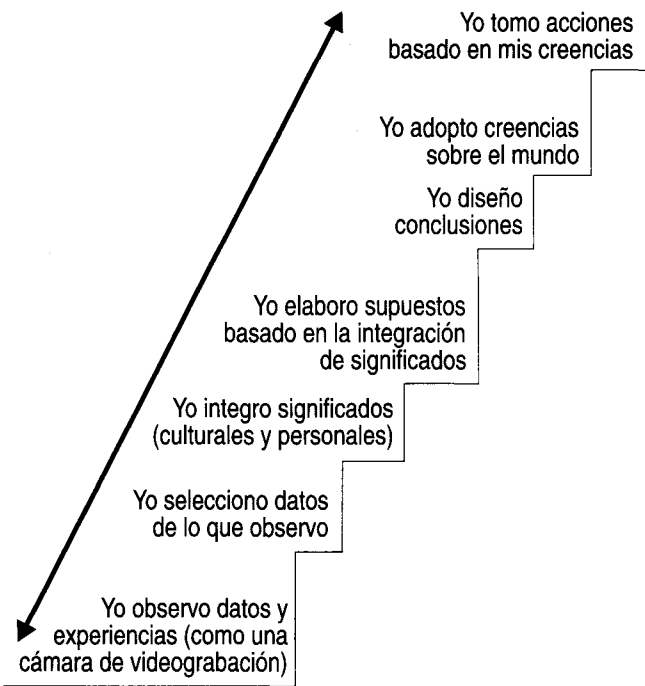 Yo tomo acciones
basado en mis creencias
Yo adopto creencias
sobre el mundo
Yo diseño
conclusiones
Yo elaboro supuestos
basado en la integración
de significados
Yo integro significados
(culturales y personales)
Yo selecciono datos
de lo que observo
Yo observo datos y
experiencias (como una
cámara de videograbación)